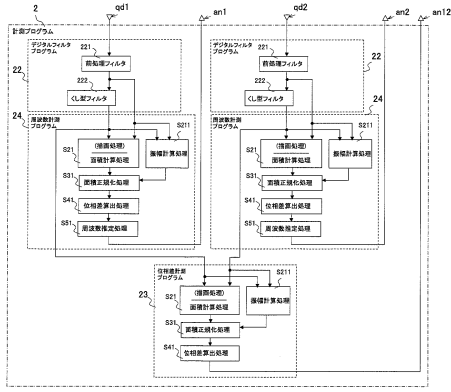 2
qd1
an1
qd2
an2
an12
計測プログラム
デジタルフィルタ
プログラム
221
前処理フィルタ
22
222
くし型フィルタ
24
周波数計測
プログラム
S211
S21
(描画処理)
面積計算処理
振幅計算処理
S31
面積正規化処理
S41
位相差算出処理
S51
周波数推定処理
デジタルフィルタ
プログラム
221
前処理フィルタ
22
222
くし型フィルタ
24
周波数計測
プログラム
S211
S21
(描画処理)
面積計算処理
振幅計算処理
S31
面積正規化処理
S41
位相差算出処理
S51
周波数推定処理
位相差計測
プログラム
S211
23
S21
(描画処理)
面積計算処理
振幅計算処理
S31
面積正規化処理
S41
位相差算出処理